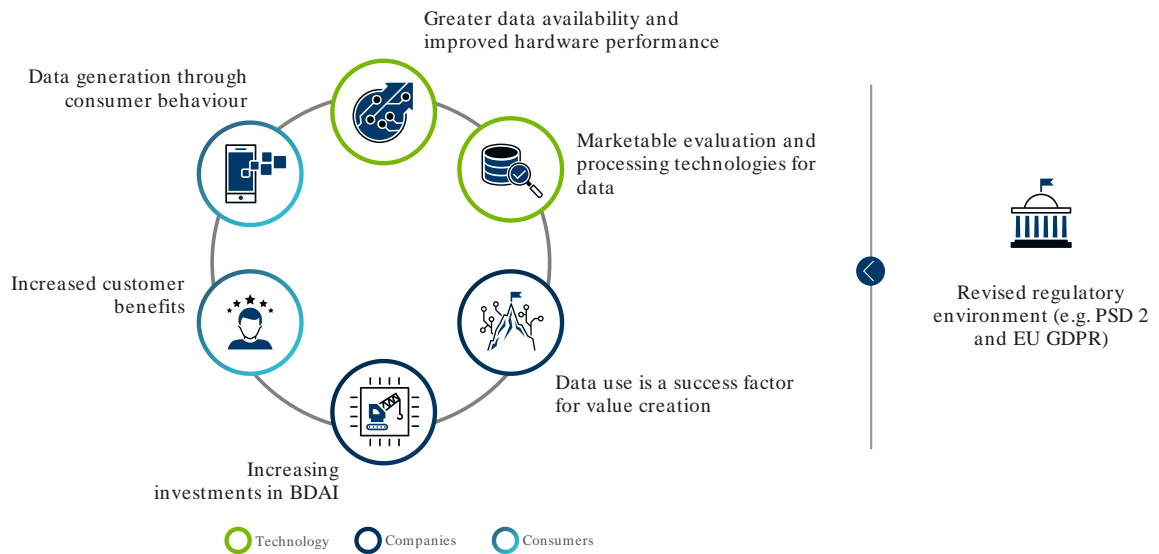 Greater data availability and
improved hardware performance
Data generation through
consumer behaviour
Marketable evaluation and
processing technologies for
data
Increased customer
benefits
Revised regulatory
environment (e.g. PSD 2
and EU GDPR)
Data use is a success factor
for value creation
Increasing
investments in BDAI
Technology
Companies
Consumers